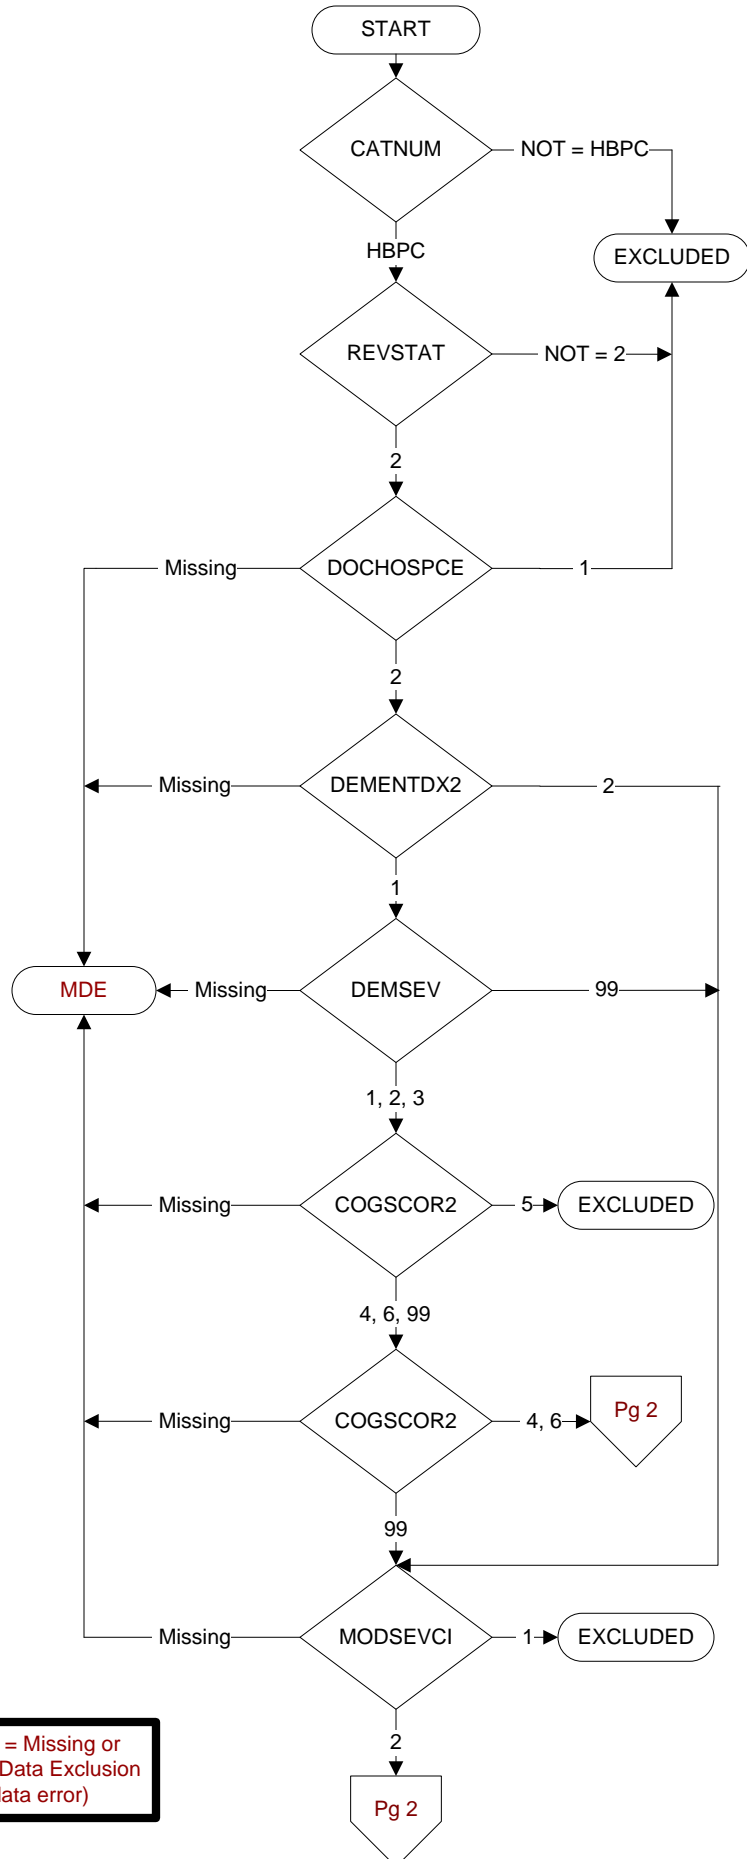 START
CATNUM
NOT = HBPC
HBPC
EXCLUDED
REVSTAT
NOT = 2
2
Missing
DOCHOSPCE
1
2
Missing
DEMENTDX2
2
1
MDE
Missing
DEMSEV
99
1, 2, 3
Missing
COGSCOR2
5
EXCLUDED
4, 6, 99
Missing
COGSCOR2
4, 6
Pg 2
99
Missing
MODSEVCI
1
EXCLUDED
= Missing or
Data Exclusion
data error)
2
Pg 2